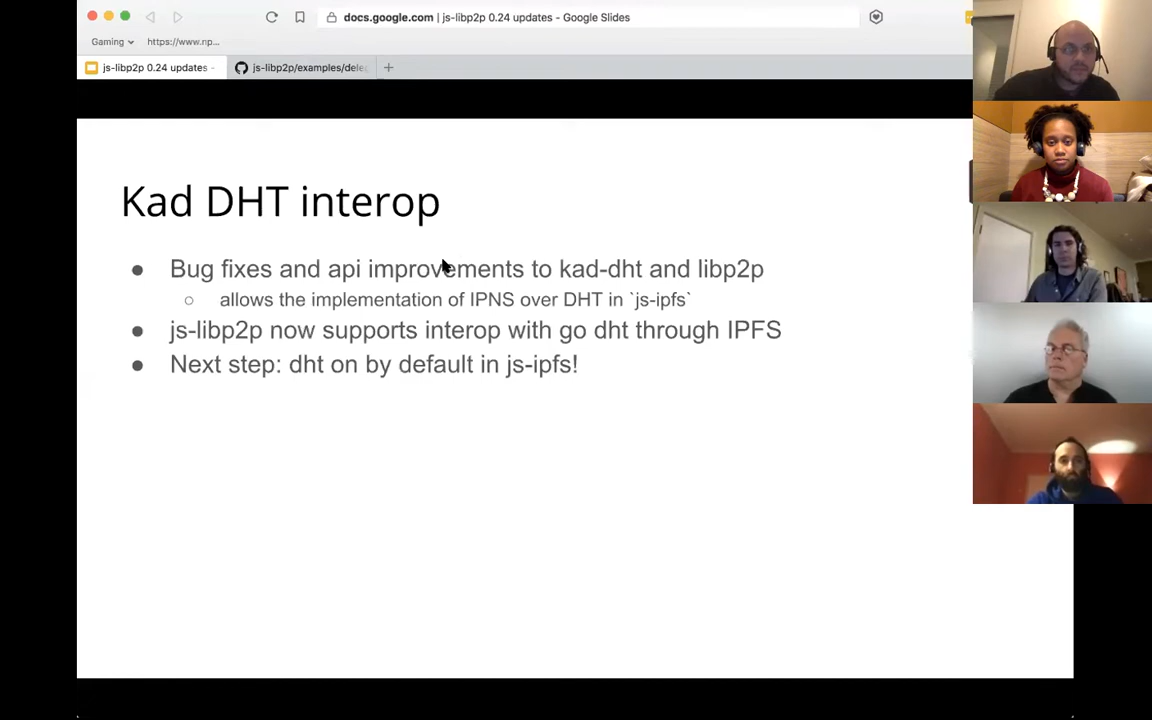 docs.google.com | js-libp2p 0.24 updates - Google Slides
Gaming
https://www.np...
js-libp2p 0.24 updates -
js-libp2p/examples/dele
Kad DHT interop
Bug fixes and api improvements to kad-dht and libp2p
allows the implementation of IPNS over DHT in `js-ipfs`
js-libp2p now supports interop with go dht through IPFS
Next step: dht on by default in js-ipfs!